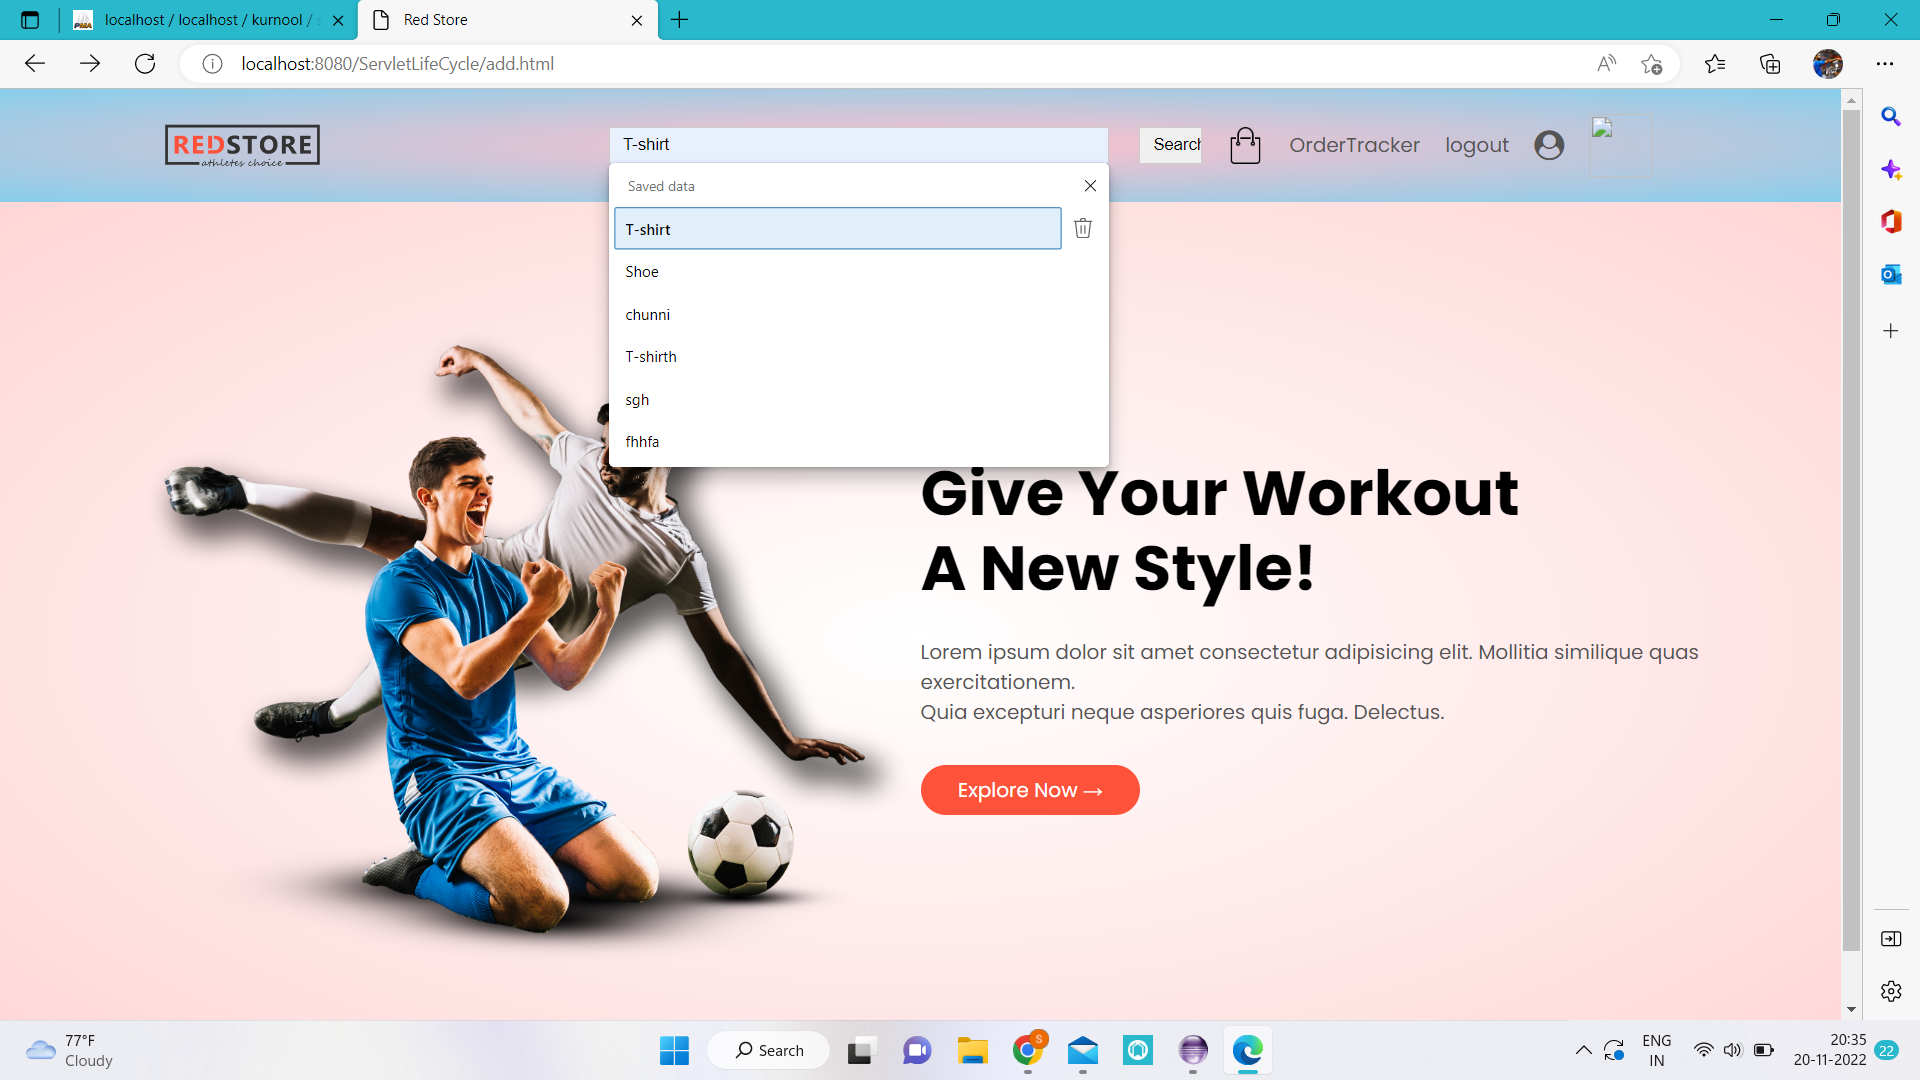 localhost / localhost / kurnool / s
Red Store
localhost:8080/ServletLifeCycle/add.html
REDSTORE
athletes choice
T-shirt
Search
OrderTracker
logout
Saved data
T-shirt
Shoe
chunni
T-shirth
sgh
fhhfa
Give Your Workout
A New Style!
Lorem ipsum dolor sit amet consectetur adipisicing elit. Mollitia similique quas
exercitationem.
Quia excepturi neque asperiores quis fuga. Delectus.
Explore Now →
77°F
Cloudy
Search
S
ENG
IN
20:35
20-11-2022
22